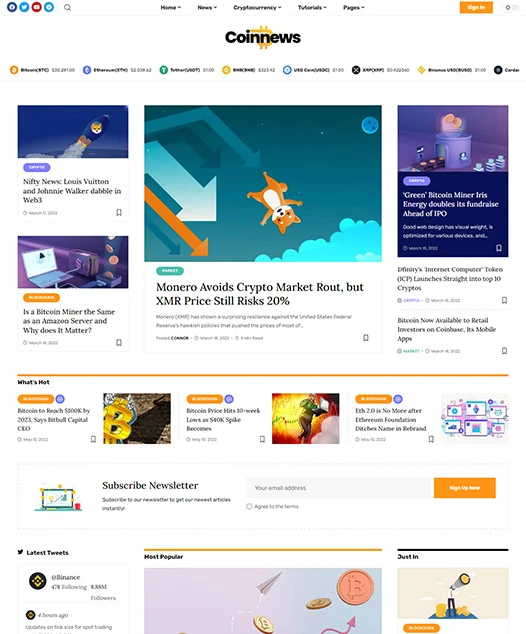 Home News Cryptocurrency Tutorials Pages Sign In
Coinnews
Bitcoin(BTC) $30,291.00 Ethereum(ETH) $2,038.62 Tether(USDT) $1.00 BNB(BNB) $323.42 USD Coin(USDC) $1.00 XRP(XRP) $0.422360 Binance USD(BUSD) $1.00 Cardar
CRYPTO
Nifty News: Louis Vuitton
and Johnnie Walker dabble in
Web3
March 17, 2022
BLOCKCHAIN
Is a Bitcoin Miner the Same
as an Amazon Server and
Why does It Matter?
March 18, 2022
MARKET
Monero Avoids Crypto Market Rout, but
XMR Price Still Risks 20%
Monero (XMR) has shown a surprising resilience against the United States Federal
Reserve's hawkish policies that pushed the prices of most of…
Posted CONNOR March 18, 2022 5 Min Read
CRYPTO
'Green' Bitcoin Miner Iris
Energy doubles its fundraise
Ahead of IPO
Good web design has visual weight, is
optimized for various devices, and…
March 18, 2022
Dfinity's 'Internet Computer' Token
(ICP) Launches Straight into top 10
Cryptos
CRYPTO March 18, 2022
Bitcoin Now Available to Retail
Investors on Coinbase, Its Mobile
Apps
MARKET March 18, 2022
What's Hot
BLOCKCHAIN
Bitcoin to Reach $100K by
2023, Says Bitbull Capital
CEO
May 10, 2022
BLOCKCHAIN
Bitcoin Price Hits 10-week
Lows as $40K Spike
Becomes
May 10, 2022
BLOCKCHAIN
Eth 2.0 is No More after
Ethereum Foundation
Ditches Name in Rebrand
May 10, 2022
Subscribe Newsletter
Subscribe to our newsletter to get our newest articles
instantly!
Your email address
Sign Up Now
Agree to the terms
Latest Tweets
@Binance
478 Following 8.88M
Followers
4 hours ago
Updates on tick size for spot trading
Most Popular
Just In
BLOCKCHAIN